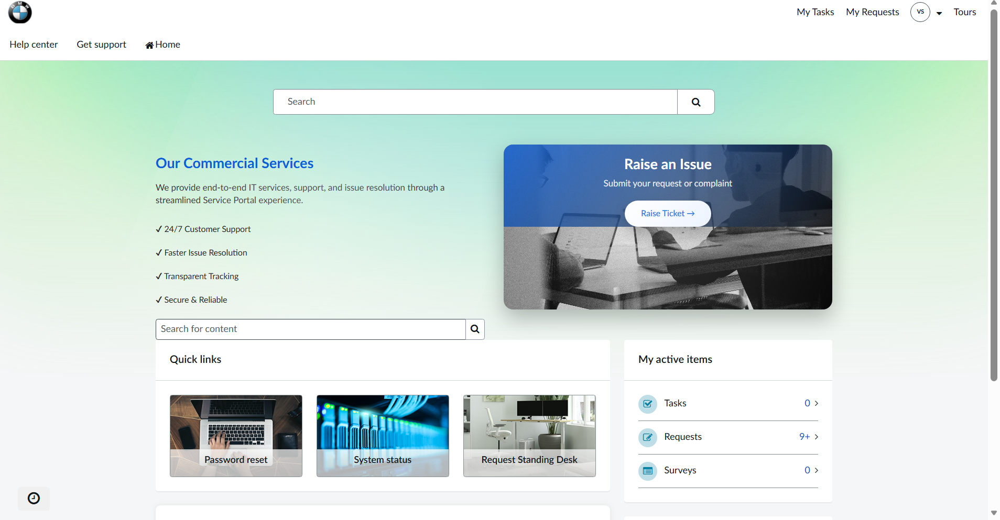 BMW
My Tasks
My Requests
VS
Tours
Help center
Get support
Home
Search
Our Commercial Services
We provide end-to-end IT services, support, and issue resolution through a
streamlined Service Portal experience.
✓ 24/7 Customer Support
✓ Faster Issue Resolution
✓ Transparent Tracking
✓ Secure & Reliable
Raise an Issue
Submit your request or complaint
Raise Ticket →
Search for content
Quick links
Password reset
System status
Request Standing Desk
My active items
Tasks 0
Requests 9+
Surveys 0